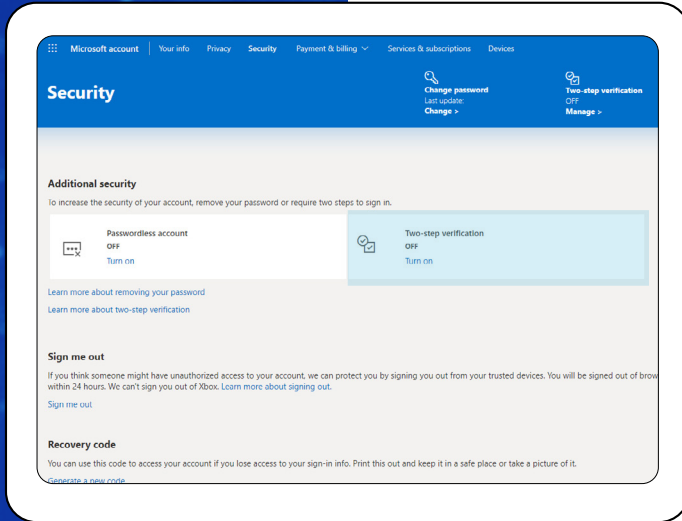 Microsoft account Your info Privacy Security Payment & billing Services & subscriptions Devices
Security
Change password
Last update:
Change >
Two-step verification
OFF
Manage >
Additional security
To increase the security of your account, remove your password or require two steps to sign in.
Passwordless account
OFF
Turn on
Two-step verification
OFF
Turn on
Learn more about removing your password
Learn more about two-step verification
Sign me out
If you think someone might have unauthorized access to your account, we can protect you by signing you out from your trusted devices. You will be signed out of brow
within 24 hours. We can't sign you out of Xbox. Learn more about signing out.
Sign me out
Recovery code
You can use this code to access your account if you lose access to your sign-in info. Print this out and keep it in a safe place or take a picture of it.
Generate a new code